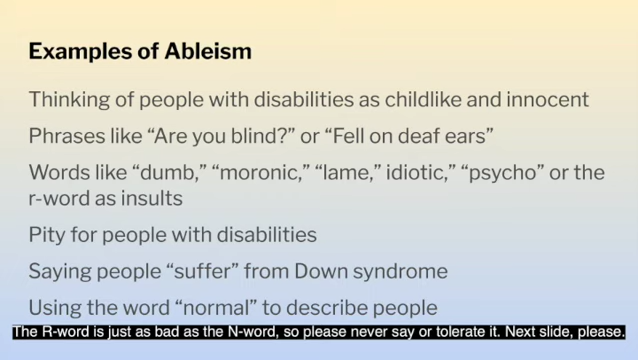 Examples of Ableism
Thinking of people with disabilities as childlike and innocent
Phrases like “Are you blind?” or “Fell on deaf ears”
Words like “dumb,” “moronic,” “lame,” idiotic,” “psycho” or the
r-word as insults
Pity for people with disabilities
Saying people “suffer” from Down syndrome
Using the word “normal” to describe people
The R-word is just as bad as the N-word, so please never say or tolerate it. Next slide, please.